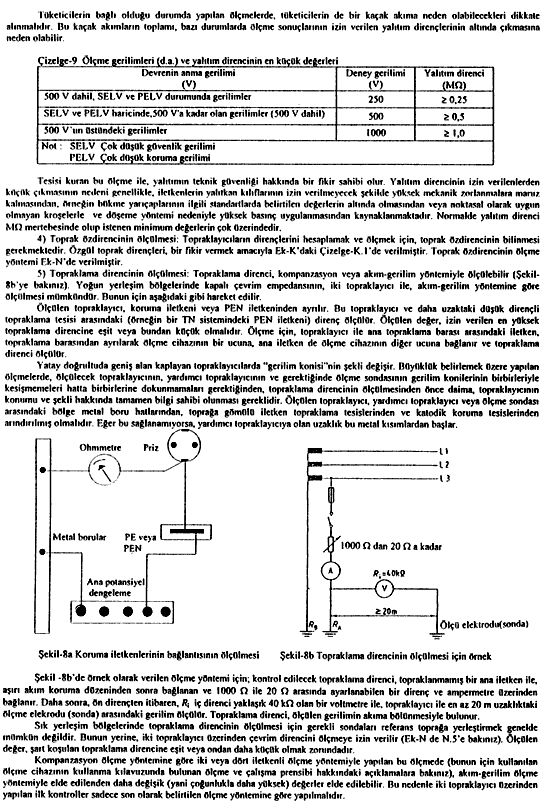 Tüketicilerin bağlı olduğu durumda yapılan ölçmelerde, tüketicilerin de bir kaçak akıma neden olabilecekleri dikkate
alınmalıdır. Bu kaçak akımların toplamı, bazı durumlarda ölçme sonuçlarının izin verilen yalıtım dirençlerinin altında çıkmasına
neden olabilir.
Çizelge-9 Ölçme gerilimleri (d.a.) ve yalıtım direncinin en küçük değerleri
Devrenin anma gerilimi Deney gerilimi Yalıtım direnci
(V) (V) (MΩ)
500 V dahil, SELV ve PELV durumunda gerilimler 250 ≥ 0,25
SELV ve PELV haricinde,500 V'a kadar olan gerilimler (500 V dahil) 500 ≥ 0,5
500 V'un üstündeki gerilimler 1000 ≥ 1,0
Not : SELV Çok düşük güvenlik gerilimi
PELV Çok düşük koruma gerilimi
Tesisi kuran bu ölçme ile, yalıtımın teknik güvenliği hakkında bir fikir sahibi olur. Yalıtım direncinin izin verilenlerden
küçük çıkmasının nedeni genellikle, iletkenlerin yalıtkan kılıflarının izin verilmeyecek şekilde yüksek mekanik zorlanmalara maruz
kalmasından, örneğin bükme yarıçaplarının ilgili standartlarda belirtilen değerlerin altında olmasından veya noktasal olarak uygun
olmayan kroşelerle ve döşeme yöntemi nedeniyle yüksek basınç uygulanmasından kaynaklanmaktadır. Normalde yalıtım direnci
MΩ mertebesinde olup istenen minimum değerlerin çok üzerindedir.
4) Toprak özdirencinin ölçülmesi: Topraklayıcıların dirençlerini hesaplamak ve ölçmek için, toprak özdirencinin bilinmesi
gerekmektedir. Özgül toprak dirençleri, bir fikir vermek amacıyla Ek-K'daki Çizelge-K.1'de verilmiştir. Toprak özdirencinin ölçme
yöntemi Ek-N'de verilmiştir.
5) Topraklama direncinin ölçülmesi: Topraklama direnci, kompanzasyon veya akım-gerilim yöntemiyle ölçülebilir (Şekil-
8b'ye bakınız). Yoğun yerleşim bölgelerinde kapalı çevrim empedansının, iki topraklayıcı ile, akım-gerilim yöntemine göre
ölçülmesi mümkündür. Bunun için aşağıdaki gibi hareket edilir.
Ölçülen topraklayıcı, koruma iletkeni veya PEN iletkeninden ayrılır. Bu topraklayıcı ve daha uzaktaki düşük dirençli
topraklama tesisi arasındaki (örneğin bir TN sistemindeki PEN iletkeni) direnç ölçülür. Ölçülen değer, izin verilen en yüksek
topraklama direncine eşit veya bundan küçük olmalıdır. Ölçme için, topraklayıcı ile ana topraklama barası arasındaki iletken,
topraklama barasından ayrılarak ölçme cihazının bir ucuna, ana iletken de ölçme cihazının diğer ucuna bağlanır ve topraklama
direnci ölçülür.
Yatay doğrultuda geniş alan kaplayan topraklayıcılarda "gerilim konisi"nin şekli değişir. Büyüklük belirlemek üzere yapılan
ölçmelerde, ölçülecek topraklayıcının, yardımcı topraklayıcının ve gerektiğinde ölçme sondasının gerilim konilerinin birbirleriyle
kesişmemeleri hatta birbirlerine dokunmamaları gerektiğinden, topraklama direncinin ölçülmesinden önce daima, topraklayıcının
konumu ve şekli hakkında tamamen bilgi sahibi olunması gereklidir. Ölçülen topraklayıcı, yardımcı topraklayıcı veya ölçme sondası
arasındaki bölge metal boru hatlarından, toprağa gömülü iletken topraklama tesislerinden ve katodik koruma tesislerinden
arındırılmış olmalıdır. Eğer bu sağlanamıyorsa, yardımcı topraklayıcıya olan uzaklık bu metal kısımlardan başlar.
Ohmmetre Priz
Metal borular PE veya
PEN
Ana potansiyel
dengeleme
L 1
L 2
L 3
1000 Ω dan 20 Ω a kadar
A
Rᵢ=40kΩ
V
≥ 20m
R_B R_A Ölçü elektrodu(sonda)
Şekil-8a Koruma iletkenlerinin bağlantısının ölçülmesi Şekil-8b Topraklama direncinin ölçülmesi için örnek
Şekil -8b'de örnek olarak verilen ölçme yöntemi için; kontrol edilecek topraklama direnci, topraklanmamış bir ana iletken ile,
aşırı akım koruma düzeninden sonra bağlanan ve 1000 Ω ile 20 Ω arasında ayarlanabilen bir direnç ve ampermetre üzerinden
bağlanır. Daha sonra, ön dirençten itibaren, Rᵢ iç direnci yaklaşık 40 kΩ olan bir voltmetre ile, topraklayıcı ile en az 20 m uzaklıktaki
ölçme elekrodu (sonda) arasındaki gerilim ölçülür. Topraklama direnci, ölçülen gerilimin akıma bölünmesiyle bulunur.
Sık yerleşim bölgelerinde topraklama direncinin ölçülmesi için gerekli sondaları referans toprağa yerleştirmek genelde
mümkün değildir. Bunun yerine, iki topraklayıcı üzerinden çevrim direncini ölçmeye izin verilir (Ek-N de N.5'e bakınız). Ölçülen
değer, şart koşulan topraklama direncine eşit veya ondan daha küçük olmak zorundadır.
Kompanzasyon ölçme yöntemine göre iki veya dört iletkenli ölçme yöntemiyle yapılan bu ölçmede (bunun için kullanılan
ölçme cihazının kullanma kılavuzunda bulunan ölçme ve çalışma prensibi hakkındaki açıklamalara bakınız), akım-gerilim ölçme
yöntemiyle elde edilenden daha değişik (yani çoğunlukla daha yüksek) değerler elde edilebilir. Bu nedenle iki topraklayıcı üzerinden
yapılan ilk kontroller sadece son olarak belirtilen ölçme yöntemine göre yapılmalıdır.